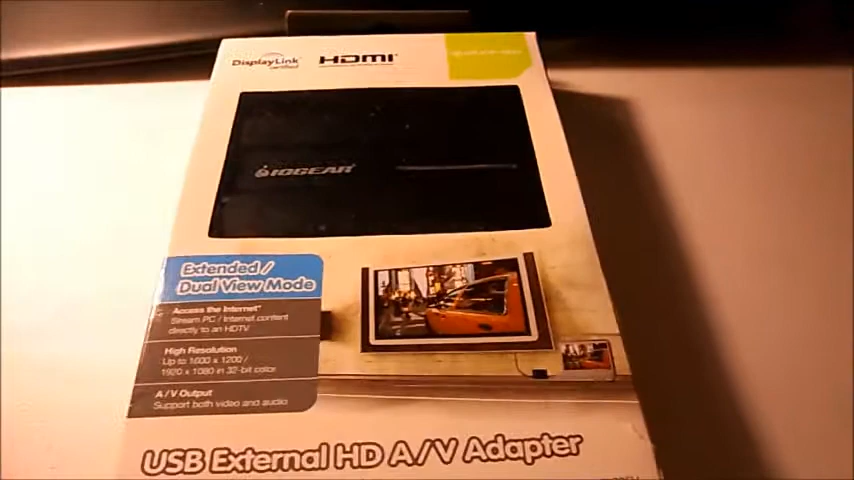 DisplayLink
HDMI
IOGEAR
Extended/
Dual View Mode
Access the Internet*
Stream PC / Internet content
directly to HDTV
High Resolution
Up to 1600 x 1200 /
1920 x 1080 in 32-bit color
A/V Output
Support both video and audio
USB External HD A/V Adapter